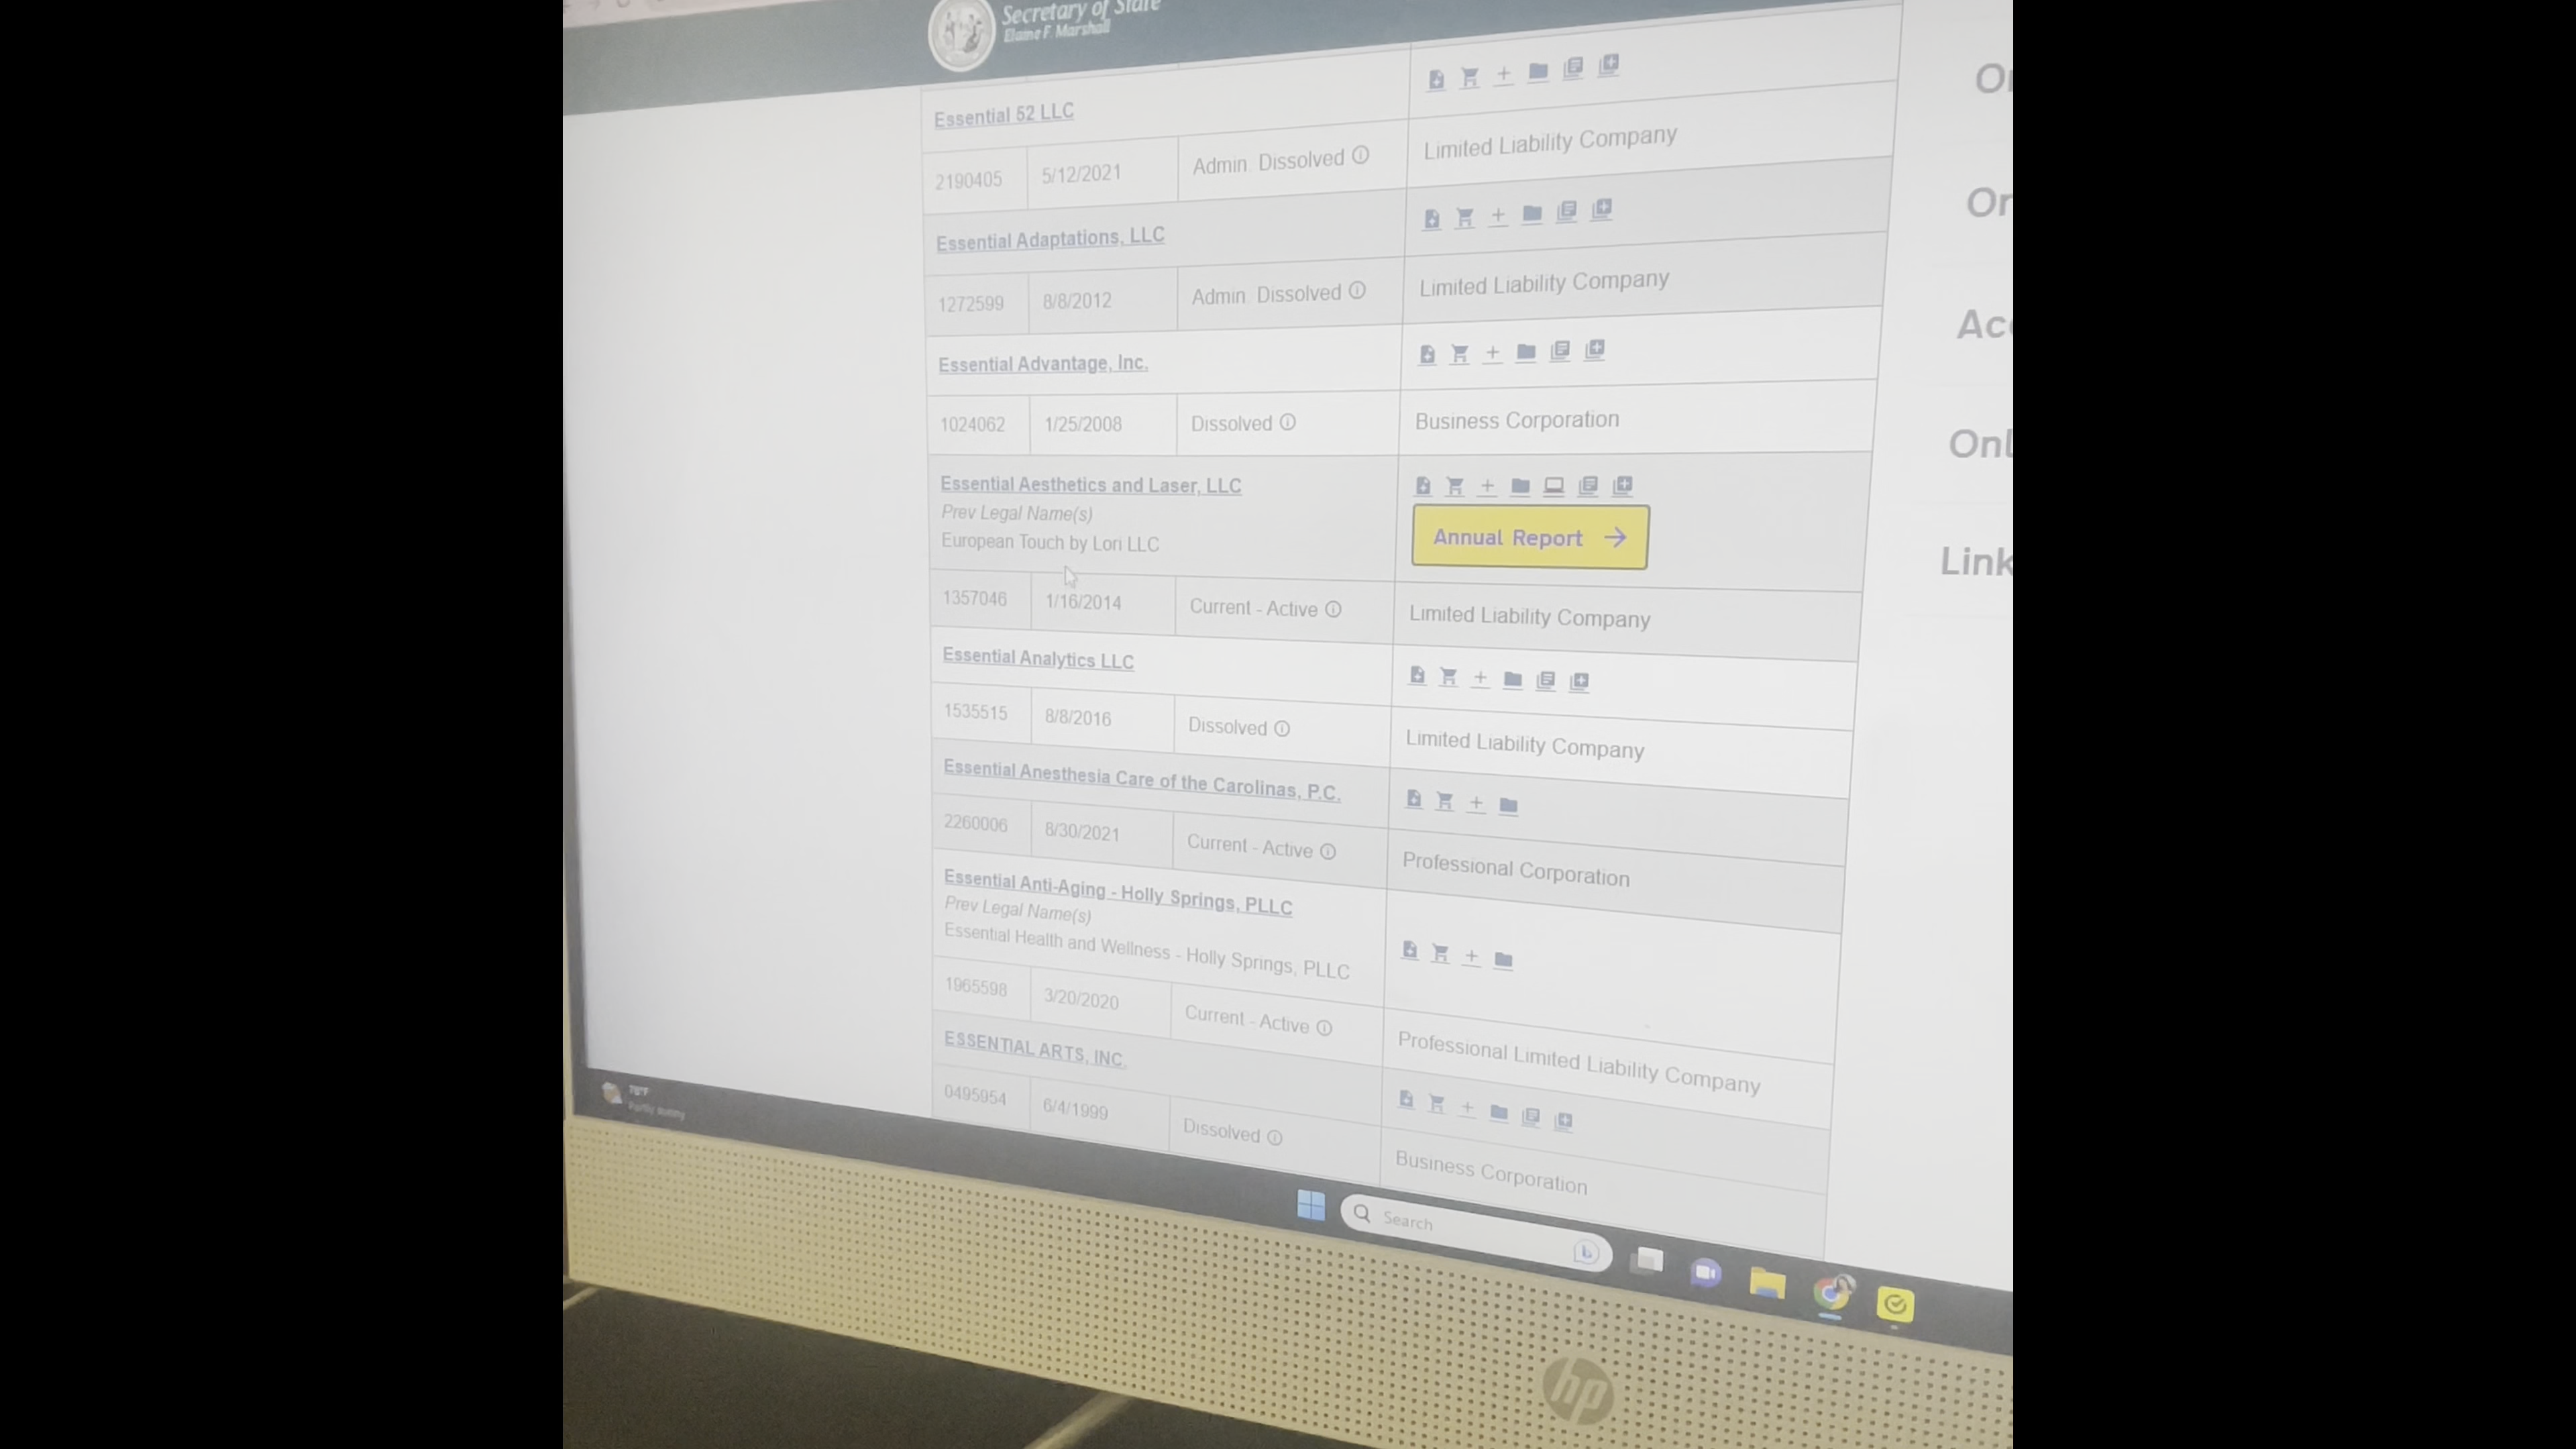 Secretary of State
Elaine F. Marshall
Essential 52 LLC
2190405 5/12/2021 Admin. Dissolved Limited Liability Company
Essential Adaptations, LLC
1272599 8/8/2012 Admin. Dissolved Limited Liability Company
Essential Advantage, Inc.
1024062 1/25/2008 Dissolved Business Corporation
Essential Aesthetics and Laser, LLC
Prev Legal Name(s)
Annual Report →
European Touch by Lori LLC
1357046 1/16/2014 Current - Active Limited Liability Company
Essential Analytics LLC
1535515 8/8/2016 Dissolved Limited Liability Company
Essential Anesthesia Care of the Carolinas, P.C.
2260006 8/30/2021 Current - Active Professional Corporation
Essential Anti-Aging - Holly Springs, PLLC
Prev Legal Name(s)
Essential Health and Wellness - Holly Springs, PLLC
1965598 3/20/2020 Current - Active Professional Limited Liability Company
ESSENTIAL ARTS, INC.
0495954 6/4/1999 Dissolved Business Corporation
Or
Acc
Onl
Link
Partly sunny
Search
hp